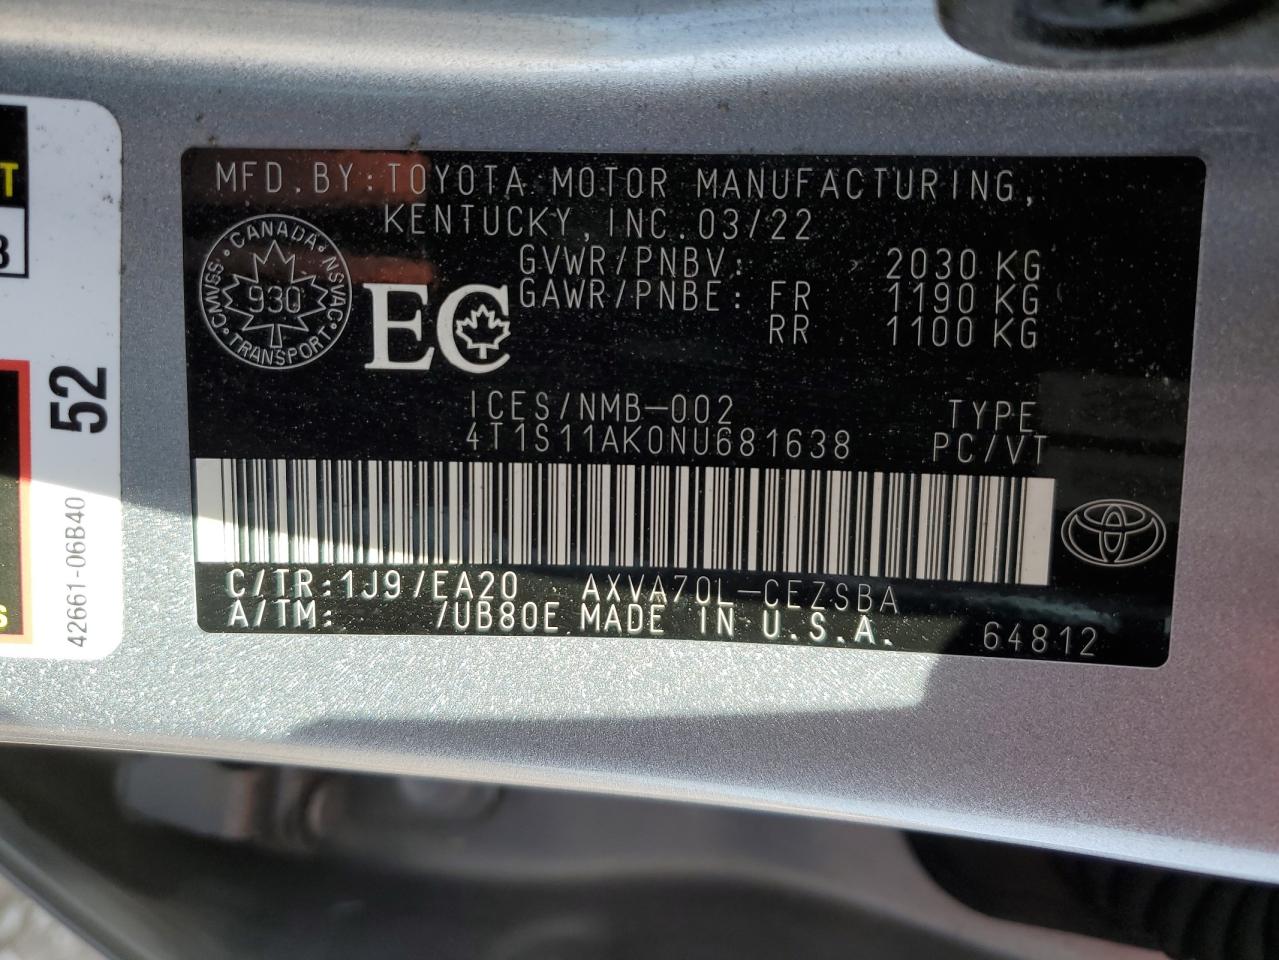 MFD.BY:TOYOTA MOTOR MANUFACTURING,
KENTUCKY, INC. 03/22
GVWR/PNBV: 2030 KG
GAWR/PNBE: FR 1190 KG
RR 1100 KG
CANADA NSVAC
930
CMVSS TRANSPORT
EC
ICES/NMB-002 TYPE
4T1S11AK0NU681638 PC/VT
C/TR:1J9/EA20 AXVA70L-CEZSBA
A/TM: /UB80E MADE IN U.S.A. 64812
52
42661-06B40